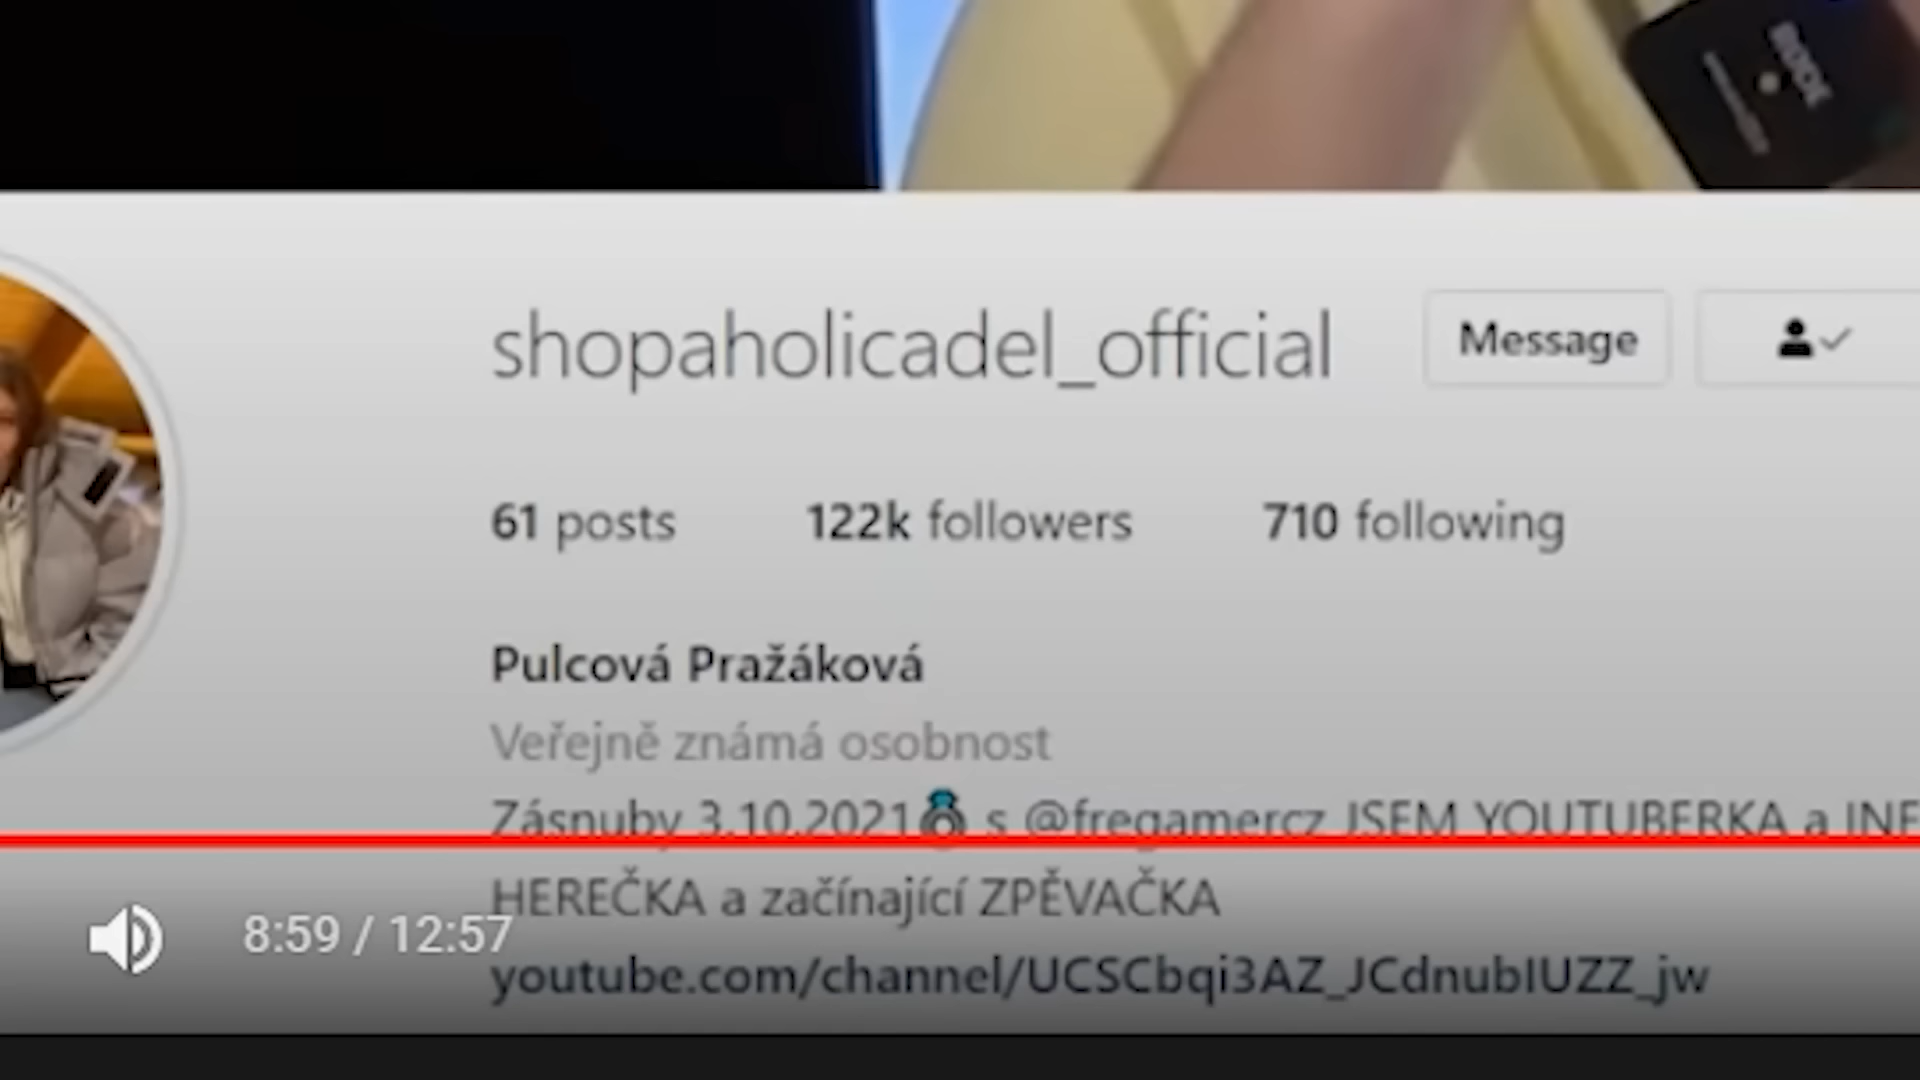 RODE
shopaholicadel_official
Message
61 posts 122k followers 710 following
Pulcová Pražáková
Veřejně známá osobnost
Zásnuby 3.10.2021💍 s @fregamercz JSEM YOUTUBERKA a
HEREČKA a začínající ZPĚVAČKA
8:59 / 12:57
youtube.com/channel/UCSCbqi3AZ_JCdnubIUZZ_jw